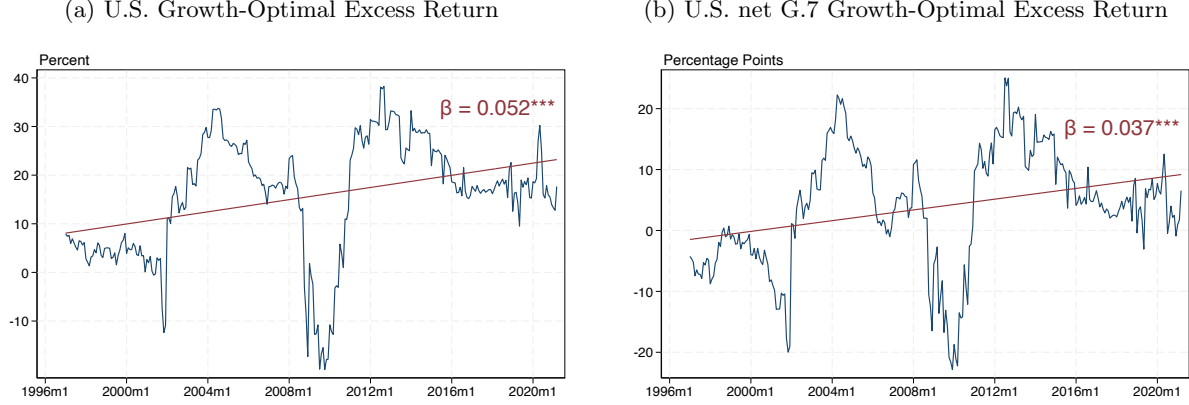 (a) U.S. Growth-Optimal Excess Return
Percent
40
30
20
10
0
-10
β = 0.052***
1996m1 2000m1 2004m1 2008m1 2012m1 2016m1 2020m1
(b) U.S. net G.7 Growth-Optimal Excess Return
Percentage Points
20
10
0
-10
-20
β = 0.037***
1996m1 2000m1 2004m1 2008m1 2012m1 2016m1 2020m1